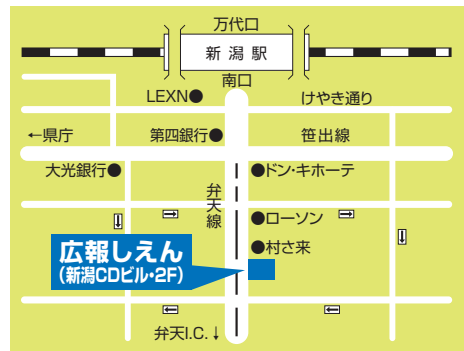 万代口
新潟駅
南口
LEXN●
けやき通り
←県庁
第四銀行●
笹出線
大光銀行●
●ドン・キホーテ
弁天線
●ローソン
●村さ来
広報しえん
(新潟CDビル・2F)
弁天I.C.↓